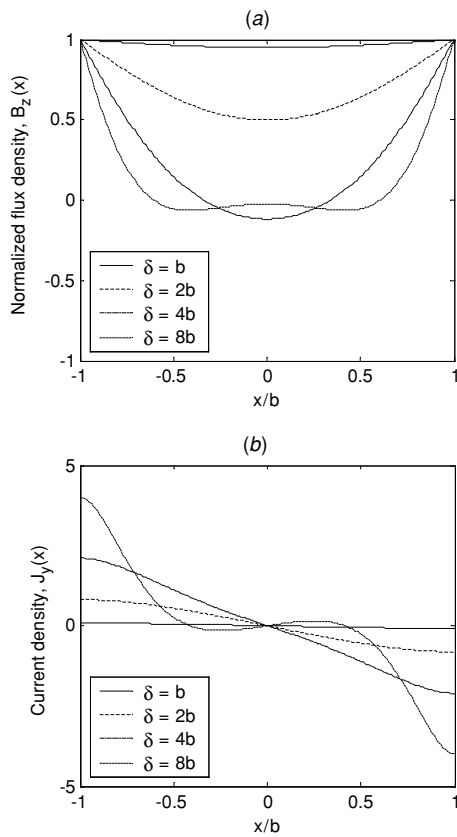 (a)
1
0.5
0
-0.5
-1
Normalized flux density, B_z(x)
δ = b
δ = 2b
δ = 4b
δ = 8b
-1 -0.5 0 0.5 1
x/b
(b)
5
0
-5
Current density, J_y(x)
δ = b
δ = 2b
δ = 4b
δ = 8b
-1 -0.5 0 0.5 1
x/b